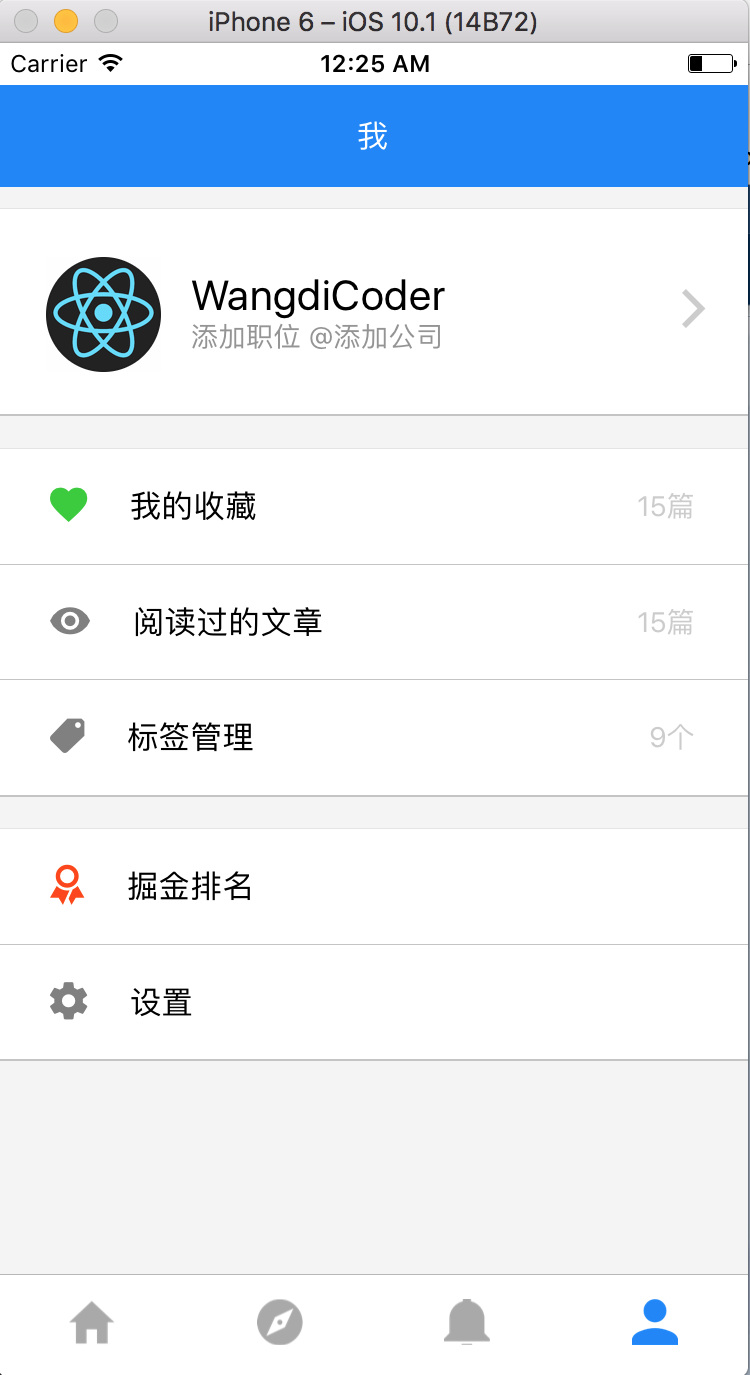 iPhone 6 – iOS 10.1 (14B72)
Carrier 12:25 AM
我
WangdiCoder
添加职位 @添加公司
我的收藏 15篇
阅读过的文章 15篇
标签管理 9个
掘金排名
设置